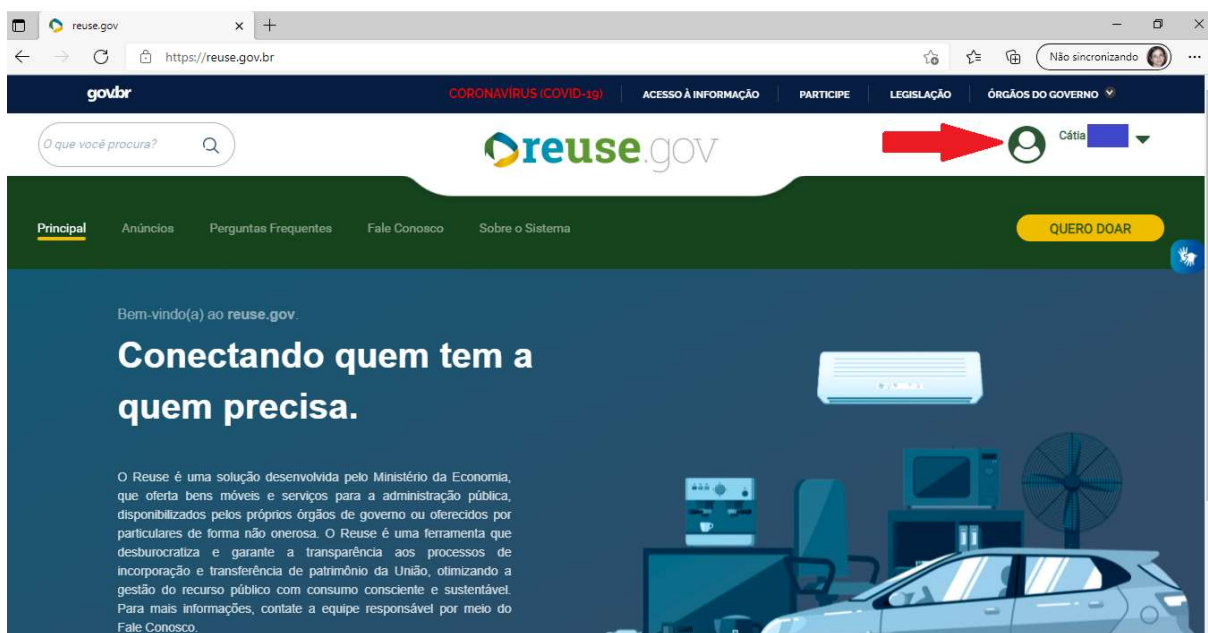 reuse.gov
https://reuse.gov.br
Não sincronizando
gov.br
CORONAVÍRUS (COVID-19)
ACESSO À INFORMAÇÃO
PARTICIPE
LEGISLAÇÃO
ÓRGÃOS DO GOVERNO
O que você procura?
reuse.gov
Cátia
Principal
Anúncios
Perguntas Frequentes
Fale Conosco
Sobre o Sistema
QUERO DOAR
Bem-vindo(a) ao reuse.gov.
Conectando quem tem a
quem precisa.
O Reuse é uma solução desenvolvida pelo Ministério da Economia,
que oferta bens móveis e serviços para a administração pública,
disponibilizados pelos próprios órgãos de governo ou oferecidos por
particulares de forma não onerosa. O Reuse é uma ferramenta que
desburocratiza e garante a transparência aos processos de
incorporação e transferência de patrimônio da União, otimizando a
gestão do recurso público com consumo consciente e sustentável.
Para mais informações, contate a equipe responsável por meio do
Fale Conosco.